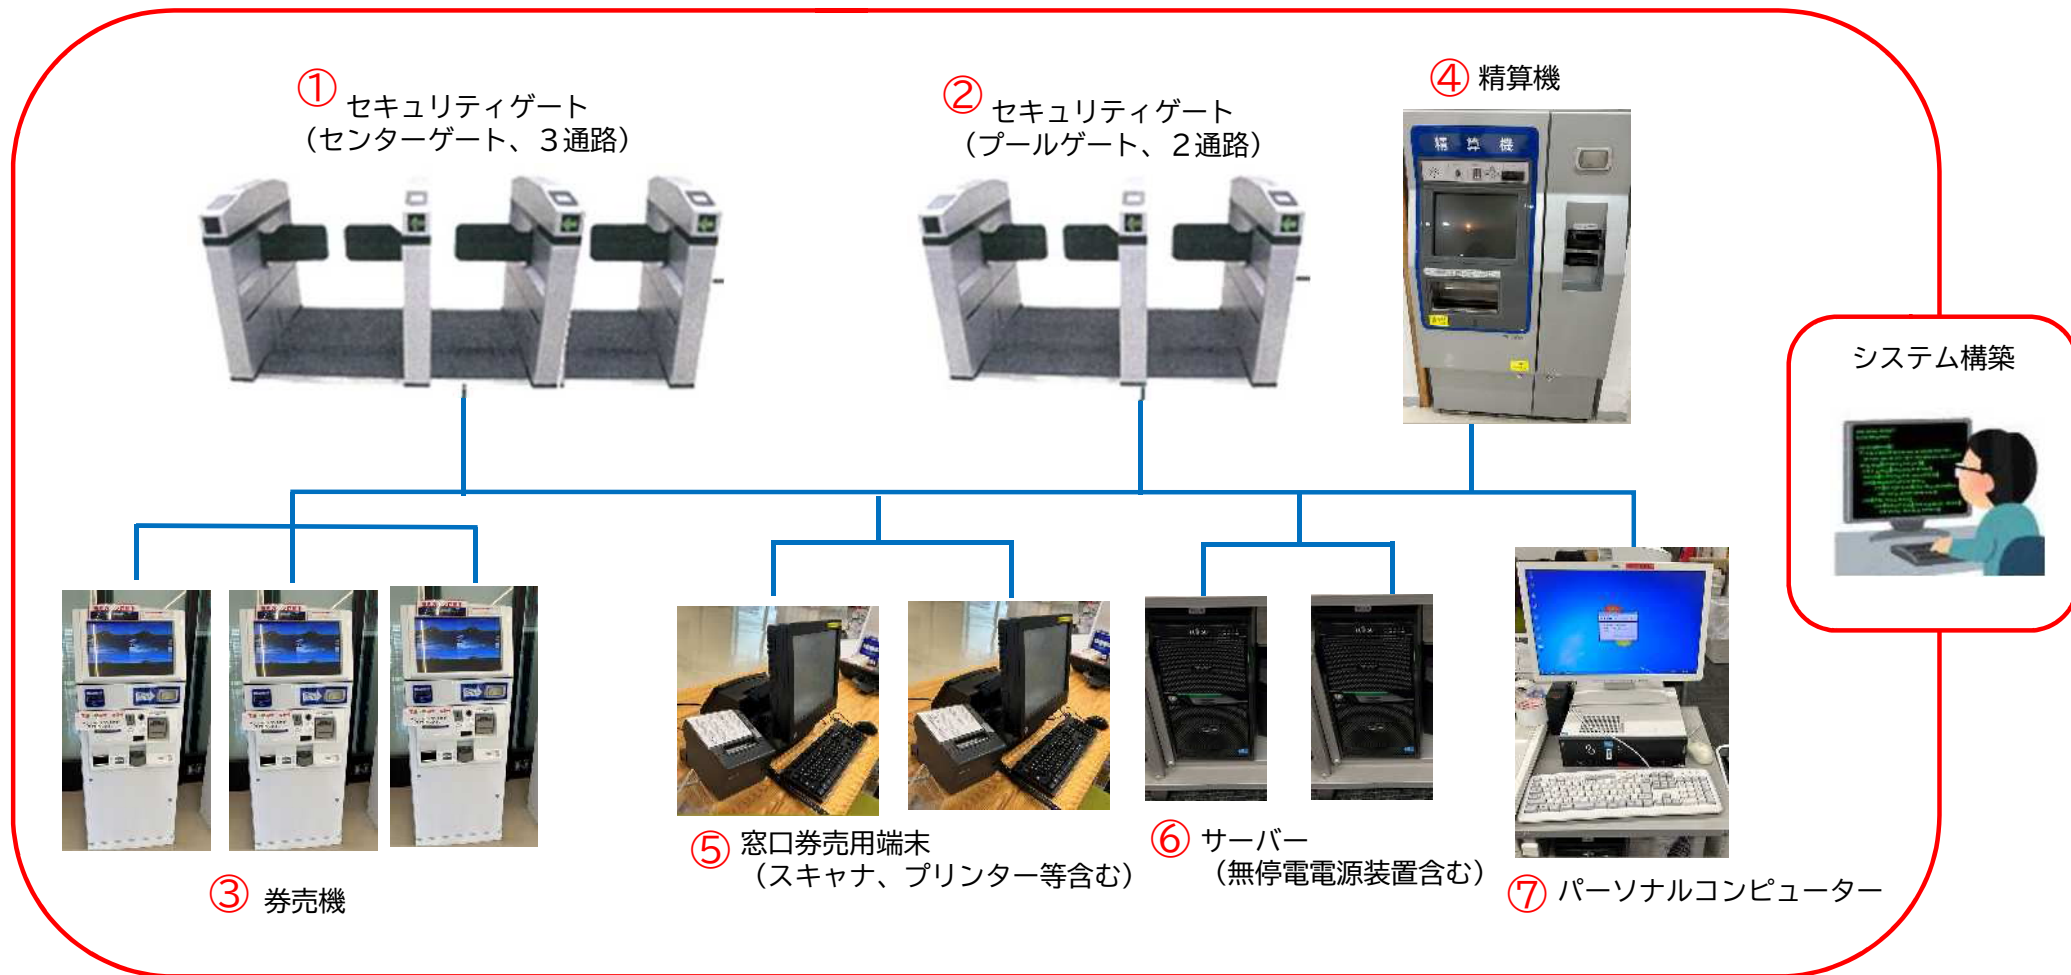 ①
セキュリティゲート
（センターゲート、３通路）
②
セキュリティゲート
（プールゲート、２通路）
④ 精算機
精算機
システム構築
③ 券売機
⑤ 窓口券売用端末
（スキャナ、プリンター等含む）
⑥ サーバー
（無停電電源装置含む）
⑦ パーソナルコンピューター